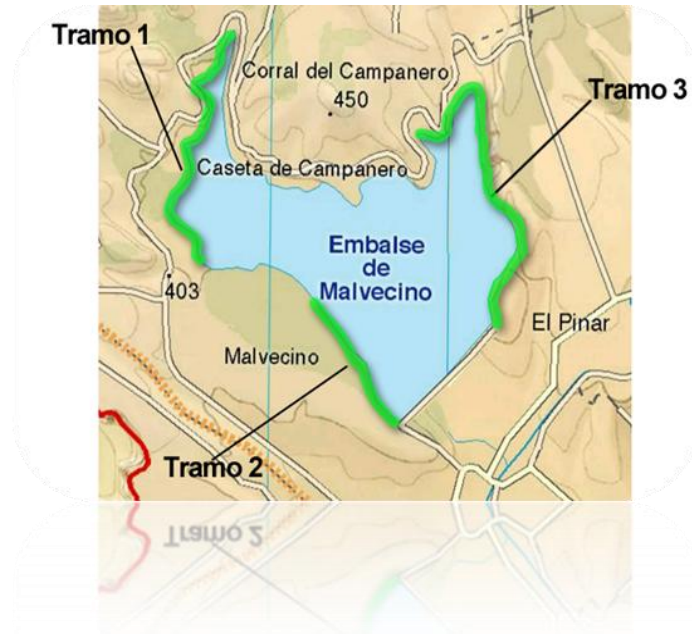 Tramo 1
Corral del Campanero
450
Tramo 3
Caseta de Campanero
Embalse
de
Malvecino
403
El Pinar
Malvecino
Tramo 2
Tramo 2